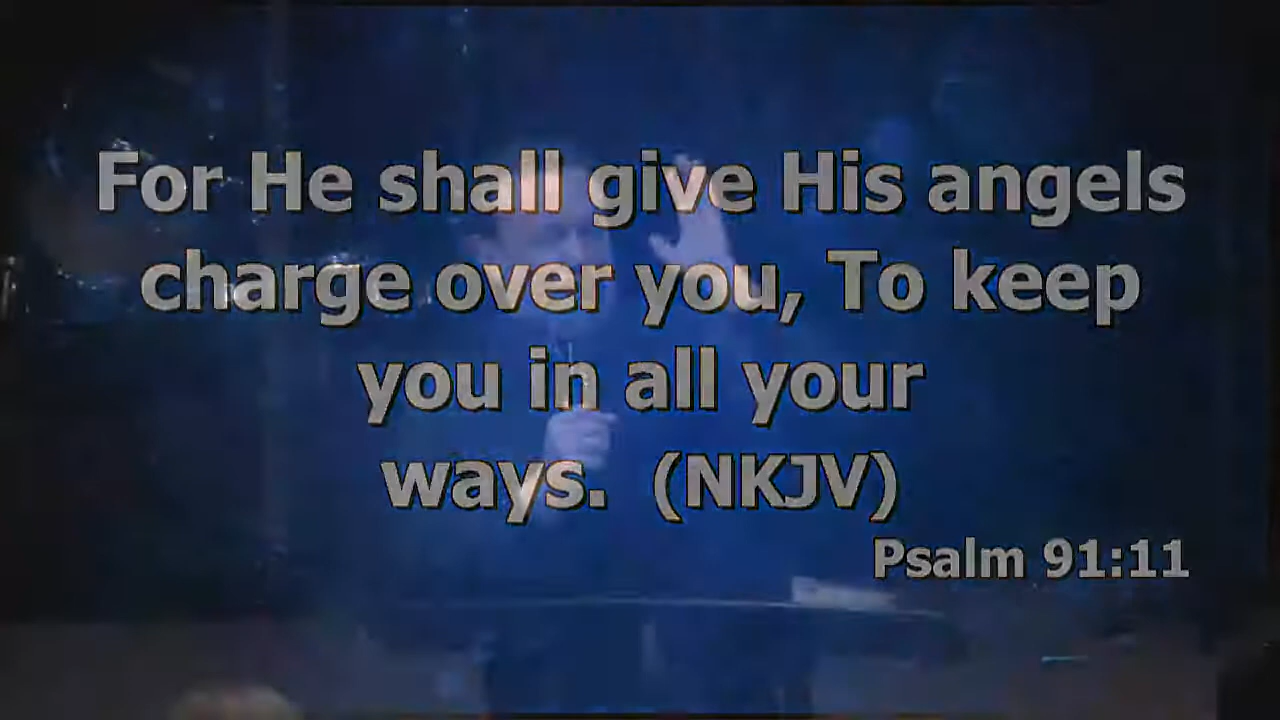 For He shall give His angels
charge over you, To keep
you in all your
ways.  (NKJV)
Psalm 91:11